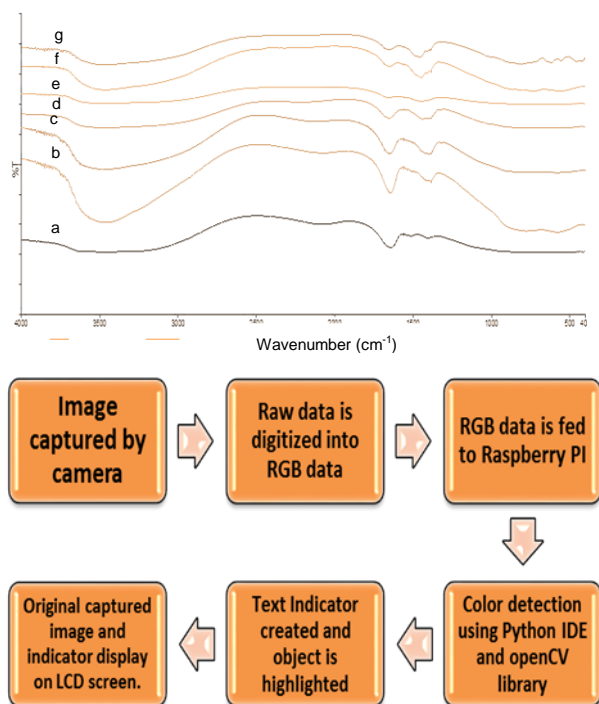 g
f
e
d
c
b
a
%T
4000
3500
3000
1500
1000
500
Wavenumber (cm-1)
Image
captured by
camera
Raw data is
digitized into
RGB data
RGB data is fed
to Raspberry PI
Original captured
image and
indicator display
on LCD screen.
Text Indicator
created and
object is
highlighted
Color detection
using Python IDE
and openCV
library